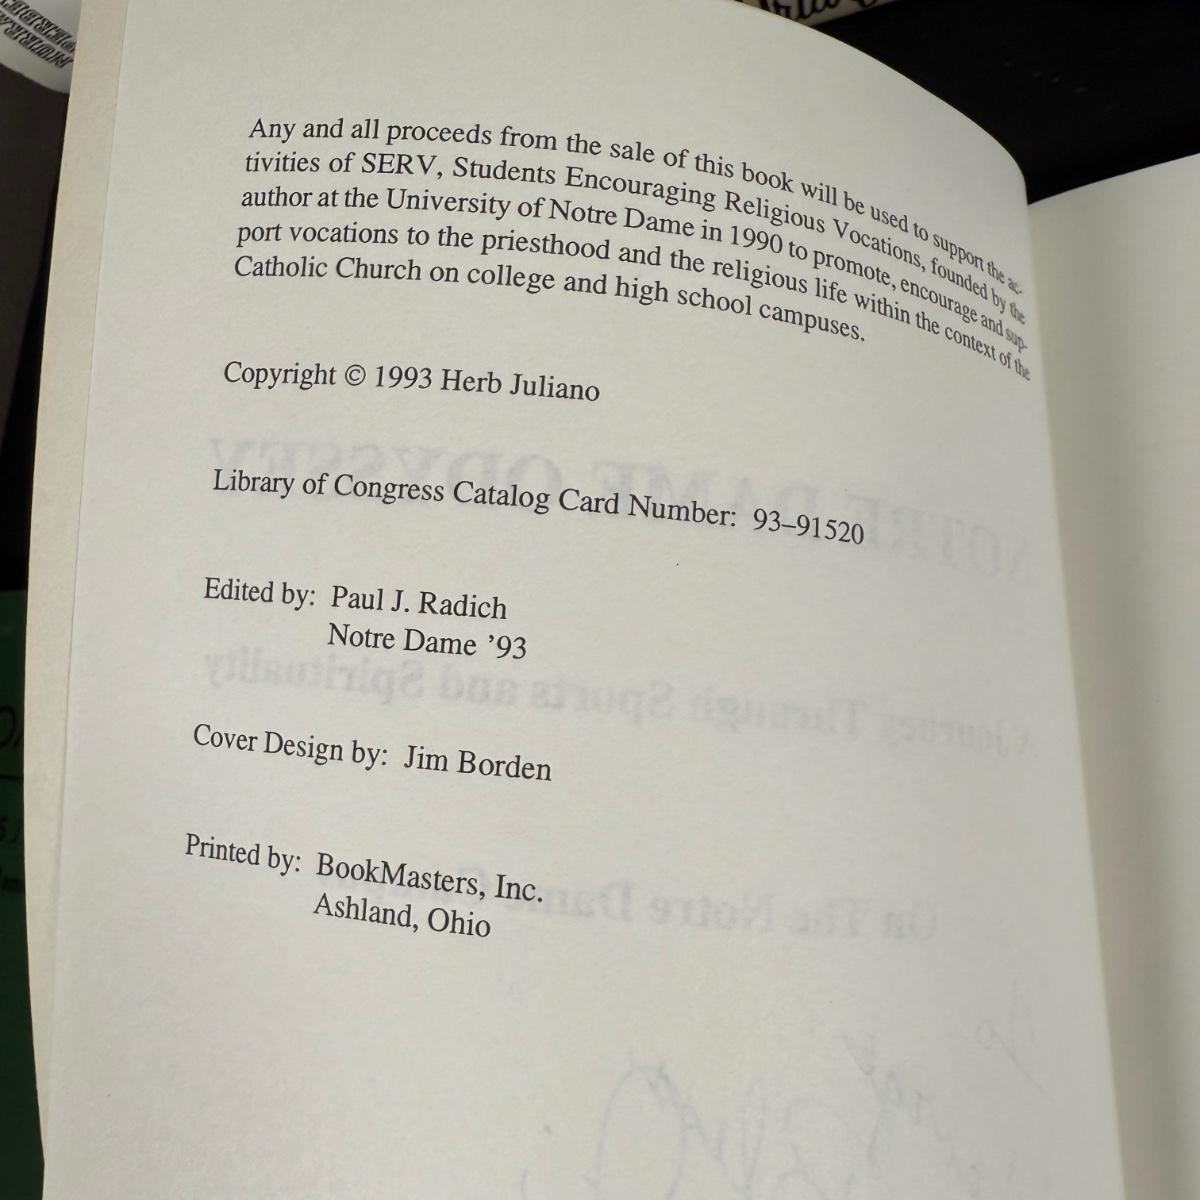 Any and all proceeds from the sale of this book will be used to support the ac-
tivities of SERV, Students Encouraging Religious Vocations, founded by the
author at the University of Notre Dame in 1990 to promote, encourage and sup-
port vocations to the priesthood and the religious life within the context of the
Catholic Church on college and high school campuses.
Copyright © 1993 Herb Juliano
Library of Congress Catalog Card Number: 93–91520
Edited by: Paul J. Radich
Notre Dame ’93
Cover Design by: Jim Borden
Printed by: BookMasters, Inc.
Ashland, Ohio